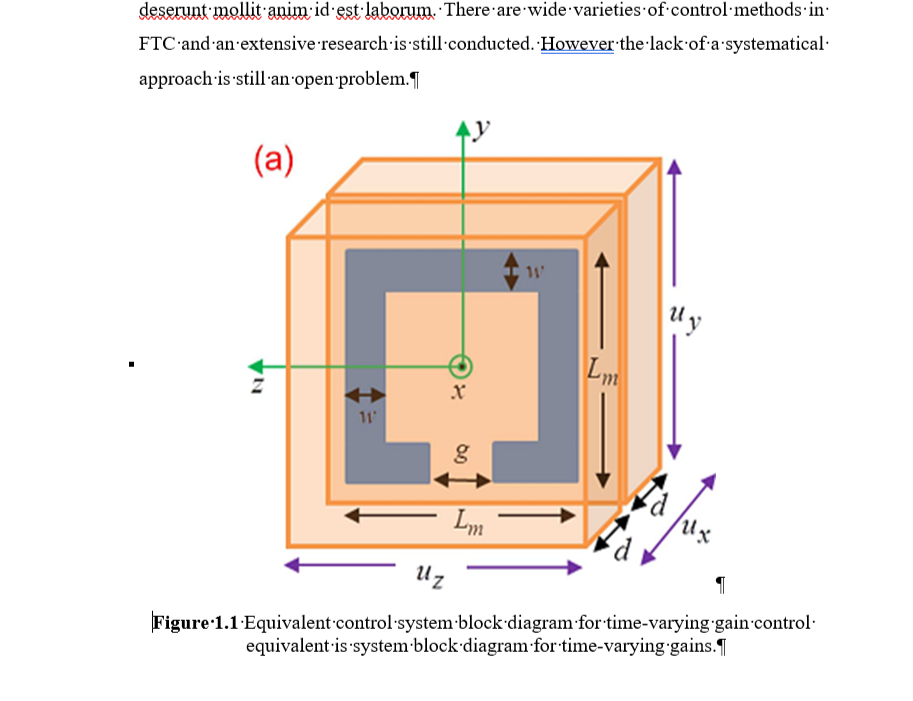 deserunt mollit anim id est laborum. There are wide varieties of control methods in
FTC and an extensive research is still conducted. However the lack of a systematical
approach is still an open problem.¶
(a)
y
w
u y
L m
z
x
w
g
d
L m
u x
d
u z
¶
Figure 1.1 Equivalent control system block diagram for time-varying gain control
equivalent is system block diagram for time-varying gains.¶